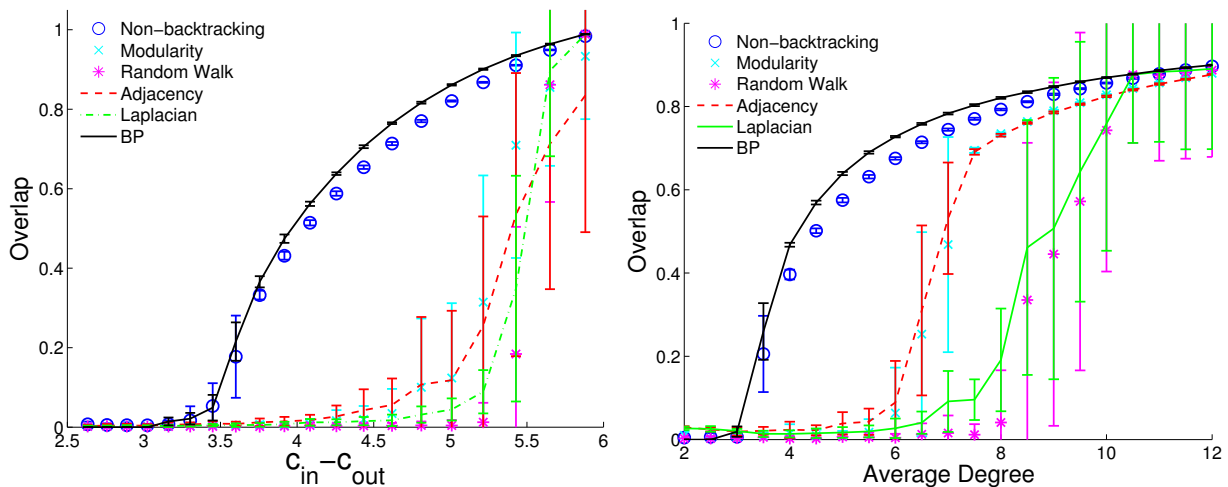 1
0.8
0.6
0.4
0.2
0
2.5
3
3.5
4
4.5
5
5.5
6
Overlap
c_in−c_out
Non−backtracking
Modularity
Random Walk
Adjacency
Laplacian
BP
1
0.8
0.6
0.4
0.2
0
2
4
6
8
10
12
Overlap
Average Degree
Non−backtracking
Modularity
Random Walk
Adjacency
Laplacian
BP